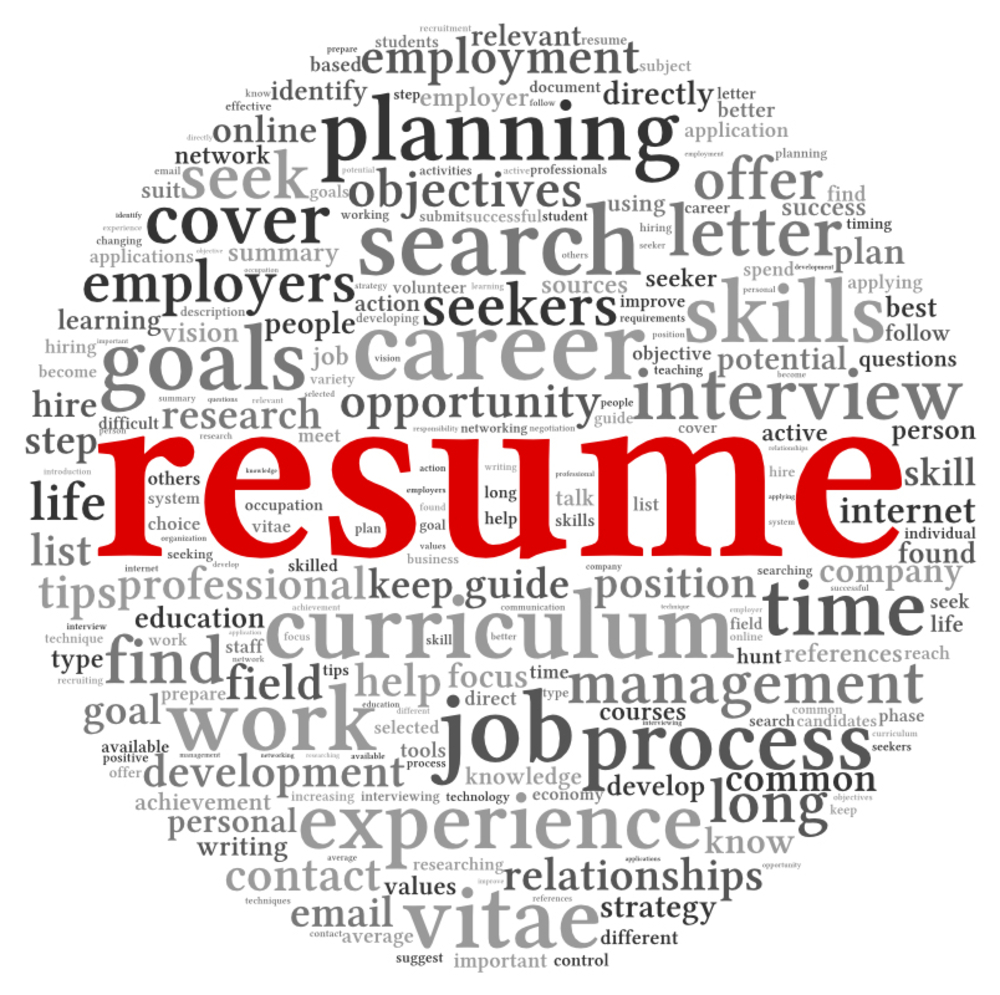 recruitment
students relevant resume
prepare
based employment subject
know identify step employer document directly letter
effective follow better
directly online planning application
network employment planning
email seek potential activities active professionals offer
suit goals objectives find
identify cover working submit successful student using career letter success
experience hiring timing
changing search seeker plan
applications objective summary others
occupation spend development
employers strategy volunteer learning sources seeker personal applying
description action seekers improve skills best
learning vision people developing requirements follow
important position
hiring goals job vision career objective potential questions
become variety teaching become
summary questions relevant selected
hire research opportunity people interview
difficult guide
person research meet responsibility networking negotiation cover active person
step resume relationships
introduction others knowledge action writing professional hire skill
life system occupation employers long talk list applying internet
choice vitae plan found help skills system individual
organization goal
list seeking values found
develop business
internet skilled company searching company
tips professional keep guide position successful
achievement communication technique employer time seek
education curriculum field life
interview application focus skill better online
technique work staff
type find network hunt references reach
recruiting field tips help focus time management
prepare education direct type
goal work different selected job courses common phase
interviewing search candidates
available management networking researching available tools process curriculum
positive process seekers
offer development knowledge develop common
achievement increasing interviewing technology economy long objectives
keep
personal experience know
writing
average researching applications opportunity
contact values improve relationships
techniques references
email vitae strategy
contact average different
suggest important control